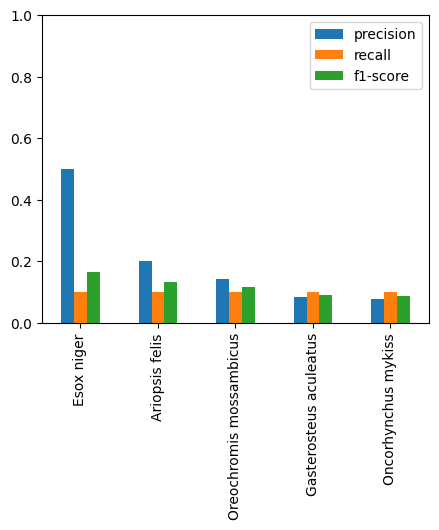 1.0
0.8
0.6
0.4
0.2
0.0
precision
recall
f1-score
Esox niger
Ariopsis felis
Oreochromis mossambicus
Gasterosteus aculeatus
Oncorhynchus mykiss